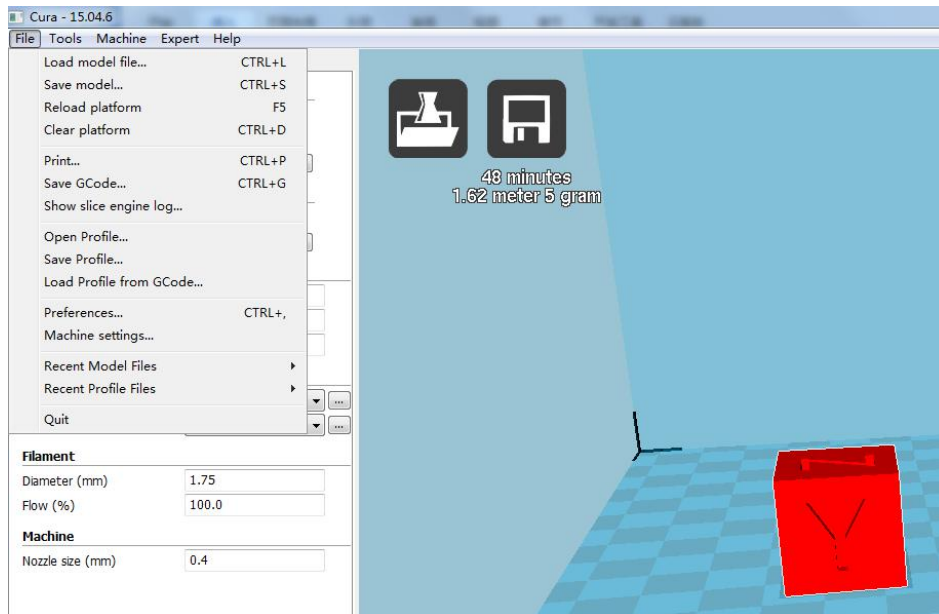 Cura - 15.04.6
File Tools Machine Expert Help
Load model file... CTRL+L
Save model... CTRL+S
Reload platform F5
Clear platform CTRL+D
Print... CTRL+P
Save GCode... CTRL+G
Show slice engine log...
Open Profile...
Save Profile...
Load Profile from GCode...
Preferences... CTRL+,
Machine settings...
Recent Model Files
Recent Profile Files
Quit
48 minutes
1.62 meter 5 gram
Filament
Diameter (mm) 1.75
Flow (%) 100.0
Machine
Nozzle size (mm) 0.4
Y